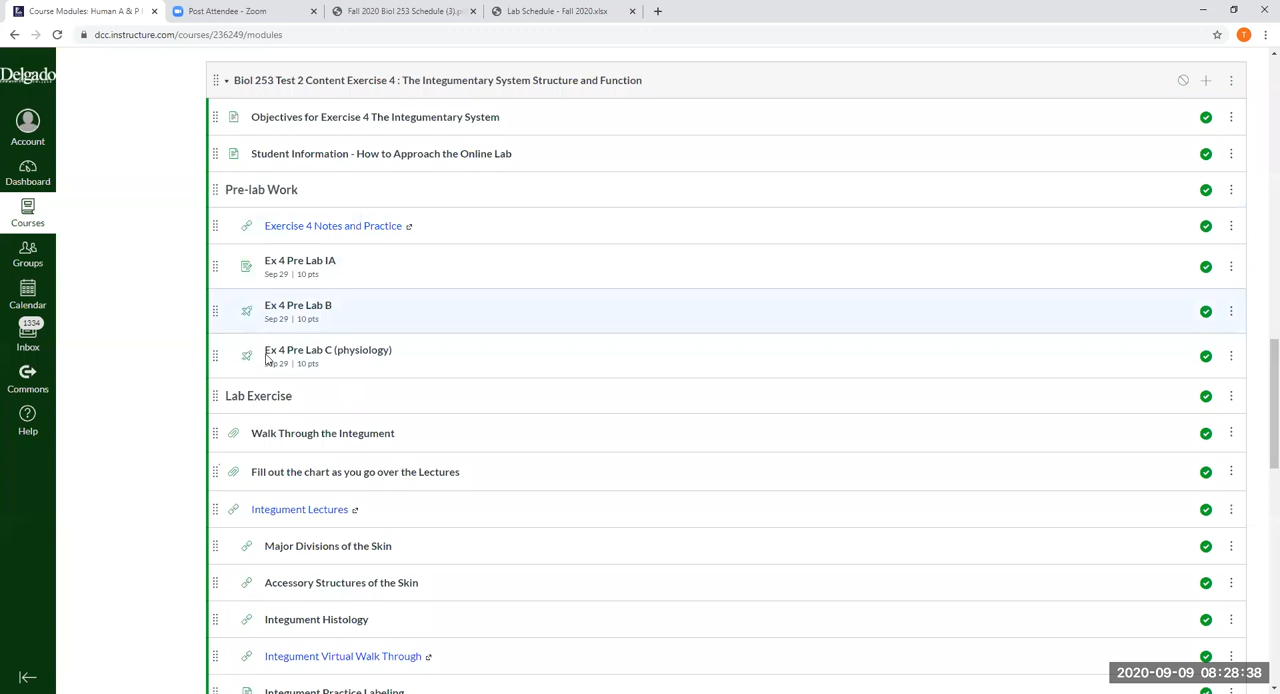 Course Modules: Human A & P I
Post Attendee - Zoom
Fall 2020 Biol 253 Schedule (3).p
Lab Schedule - Fall 2020.xlsx
dcc.instructure.com/courses/236249/modules
T
Delgado
Account
Dashboard
Courses
Groups
Calendar
1334
Inbox
Commons
Help
Biol 253 Test 2 Content Exercise 4 : The Integumentary System Structure and Function
Objectives for Exercise 4 The Integumentary System
Student Information - How to Approach the Online Lab
Pre-lab Work
Exercise 4 Notes and Practice
Ex 4 Pre Lab IA
Sep 29 | 10 pts
Ex 4 Pre Lab B
Sep 29 | 10 pts
Ex 4 Pre Lab C (physiology)
Sep 29 | 10 pts
Lab Exercise
Walk Through the Integument
Fill out the chart as you go over the Lectures
Integument Lectures
Major Divisions of the Skin
Accessory Structures of the Skin
Integument Histology
Integument Virtual Walk Through
Integument Practice Labeling
2020-09-09 08:28:38